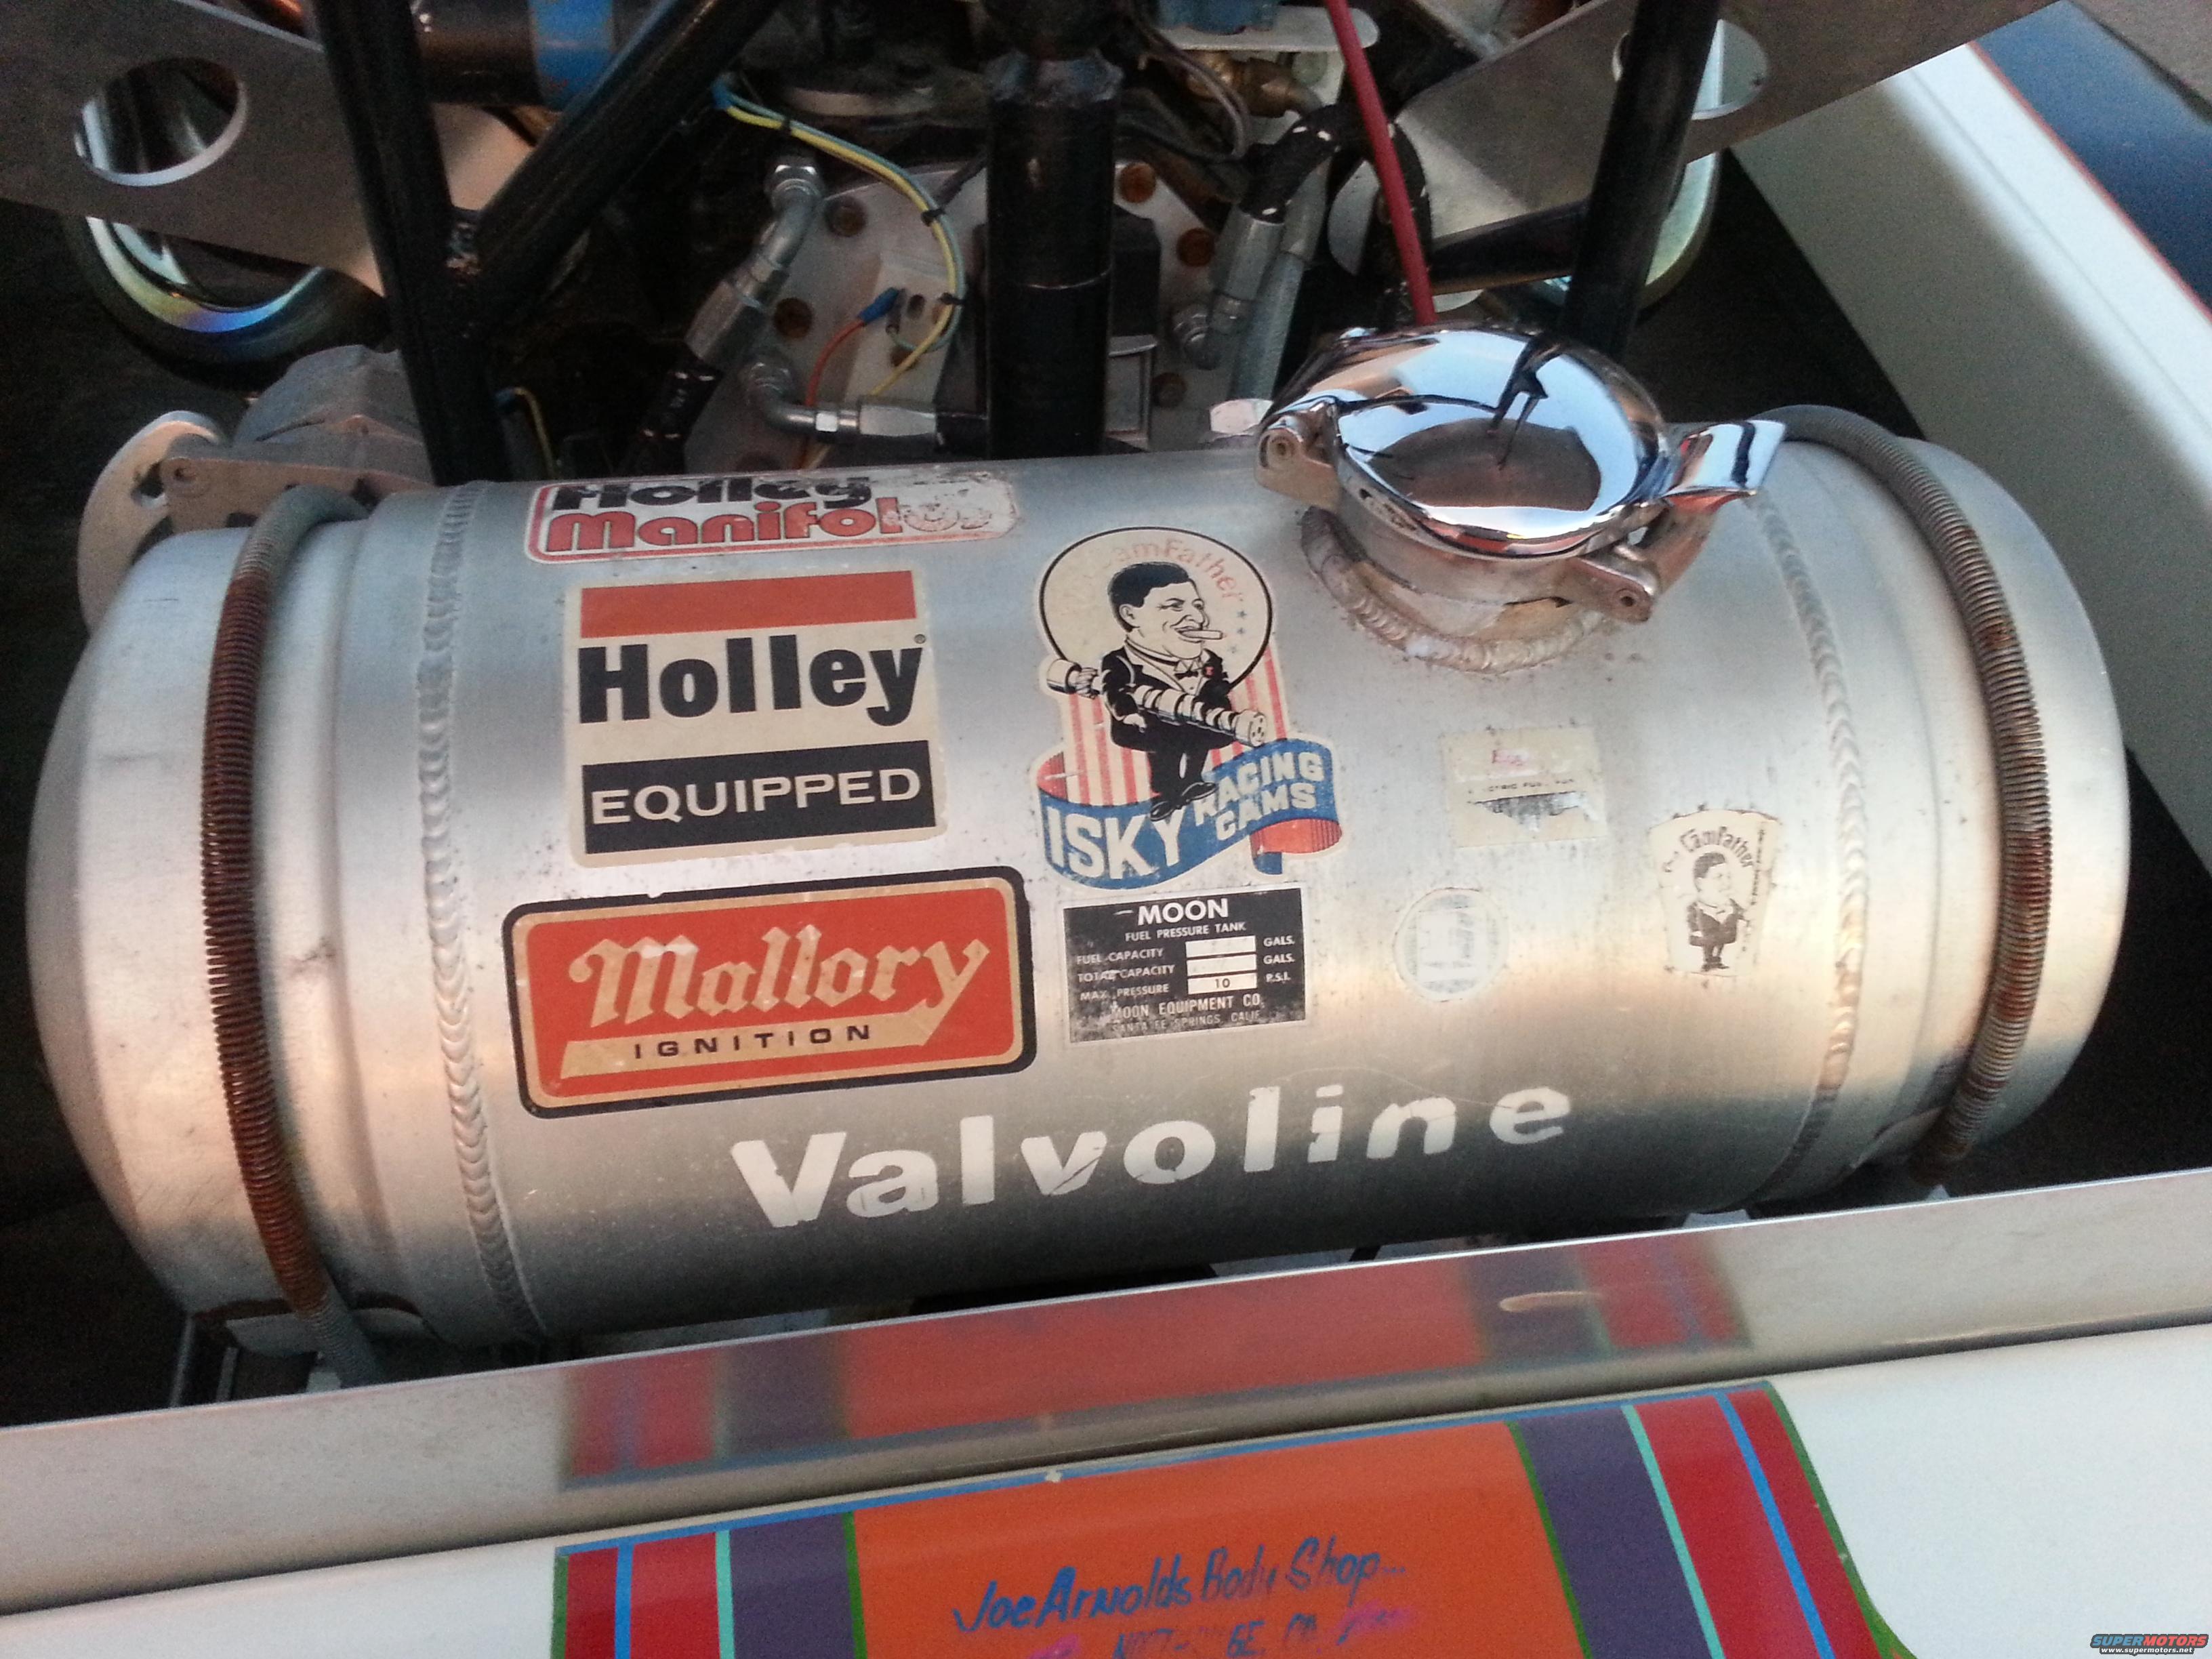 Holley
Manifol
Holley®
EQUIPPED
CamFather
ISKY RACING
CAMS
Mallory
IGNITION
MOON
FUEL PRESSURE TANK
FUEL CAPACITY GALS.
TOTAL CAPACITY GALS.
MAX. PRESSURE 10 P.S.I.
MOON EQUIPMENT CO.
SANTA FE SPRINGS, CALIF.
CamFather
Valvoline
Joe Arnolds Body Shop...
SUPERMOTORS
www.supermotors.net